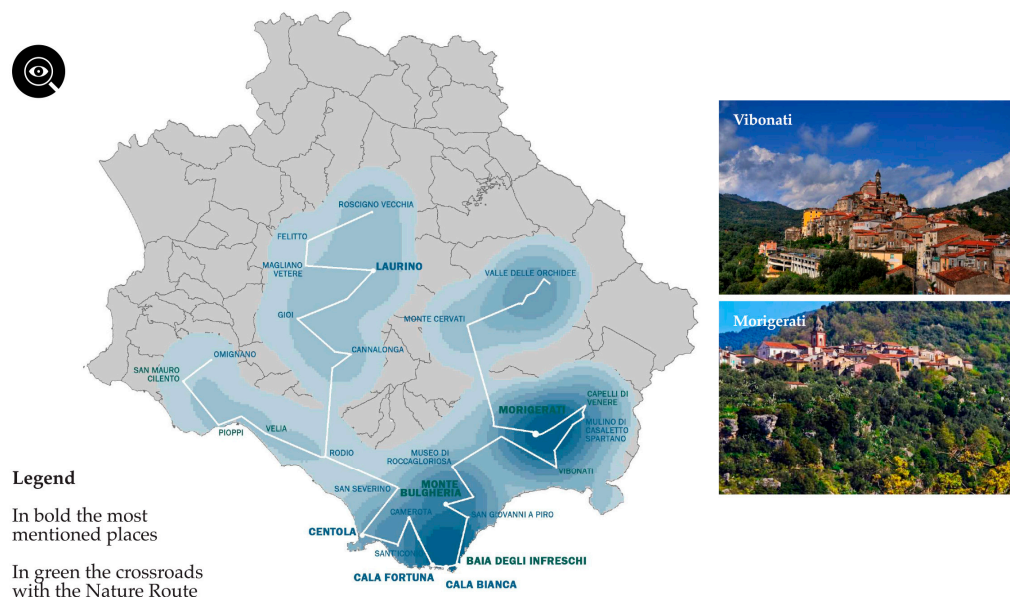 ROSCIGNO VECCHIA
FELITTO
MAGLIANO
VETERE
LAURINO
VALLE DELLE ORCHIDEE
GIOI
MONTE CERVATI
CANNALONGA
OMIGNANO
SAN MAURO
CILENTO
PIOPPI
VELIA
RODIO
MORIGERATI
CAPELLI DI
VENERE
MULINO DI
CASALETTO
SPARTANO
MUSEO DI
ROCCAGLORIOSA
VIBONATI
SAN SEVERINO
MONTE
BULGHERIA
CAMEROTA
SAN GIOVANNI A PIRO
CENTOLA
SANT'ICONI
BAIA DEGLI INFRESCHI
CALA FORTUNA
CALA BIANCA
Vibonati
Morigerati
Legend
In bold the most
mentioned places
In green the crossroads
with the Nature Route